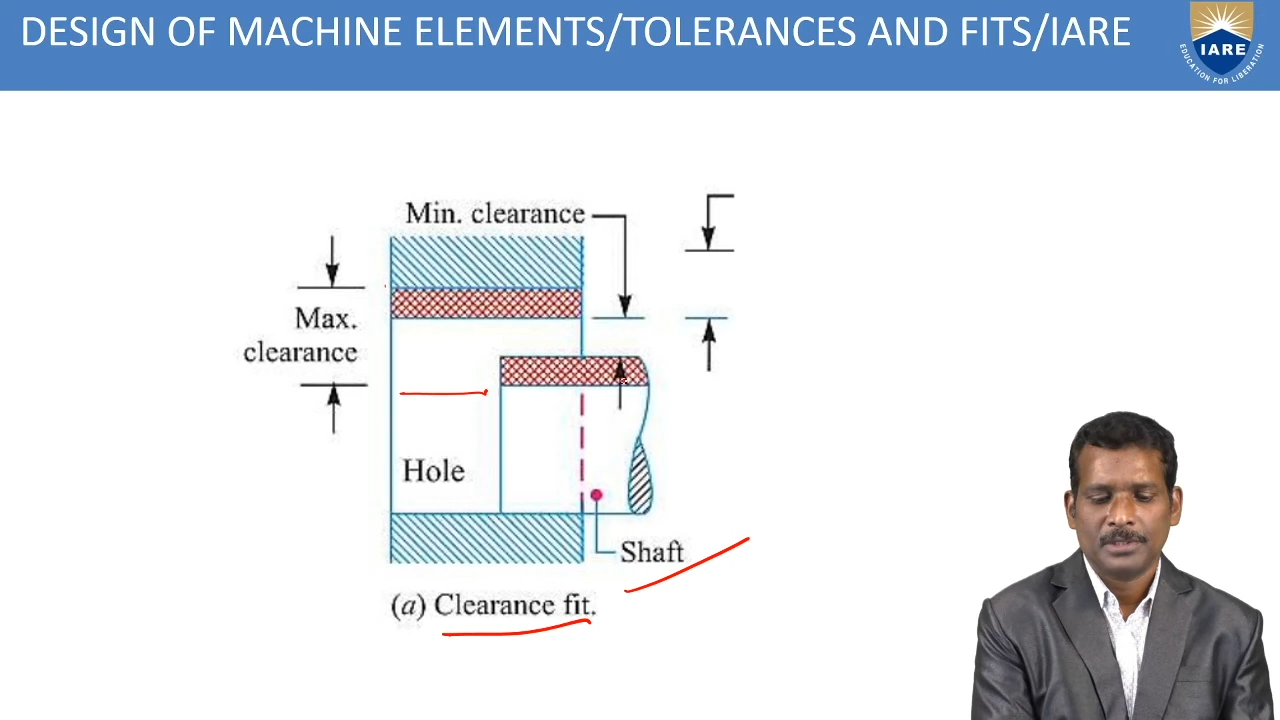 DESIGN OF MACHINE ELEMENTS/TOLERANCES AND FITS/IARE
IARE
EDUCATION FOR LIBERATION
Min. clearance
Max.
clearance
Hole
Shaft
(a) Clearance fit.